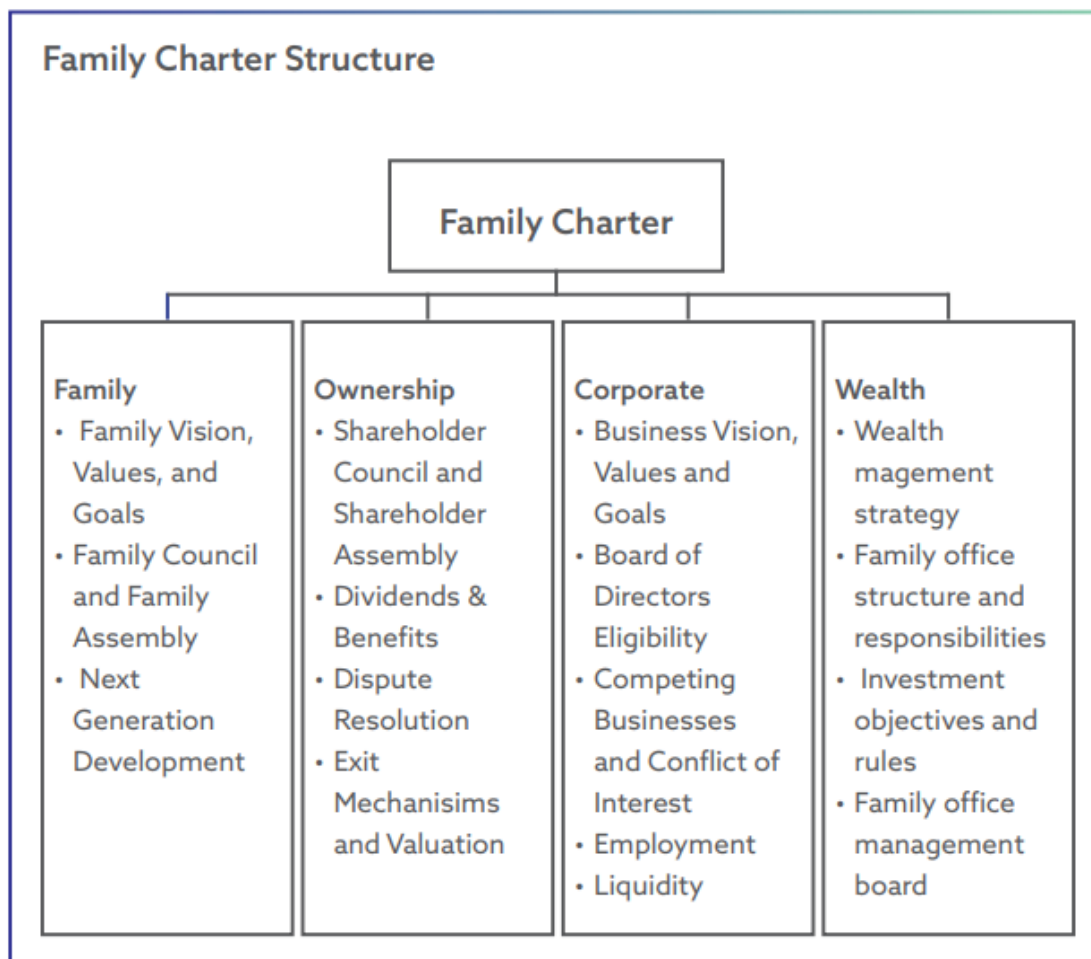 Family Charter Structure
Family Charter
Family
• Family Vision,
Values, and
Goals
• Family Council
and Family
Assembly
• Next
Generation
Development
Ownership
• Shareholder
Council and
Shareholder
Assembly
• Dividends &
Benefits
• Dispute
Resolution
• Exit
Mechanisims
and Valuation
Corporate
• Business Vision,
Values and
Goals
• Board of
Directors
Eligibility
• Competing
Businesses
and Conflict of
Interest
• Employment
• Liquidity
Wealth
• Wealth
magement
strategy
• Family office
structure and
responsibilities
• Investment
objectives and
rules
• Family office
management
board